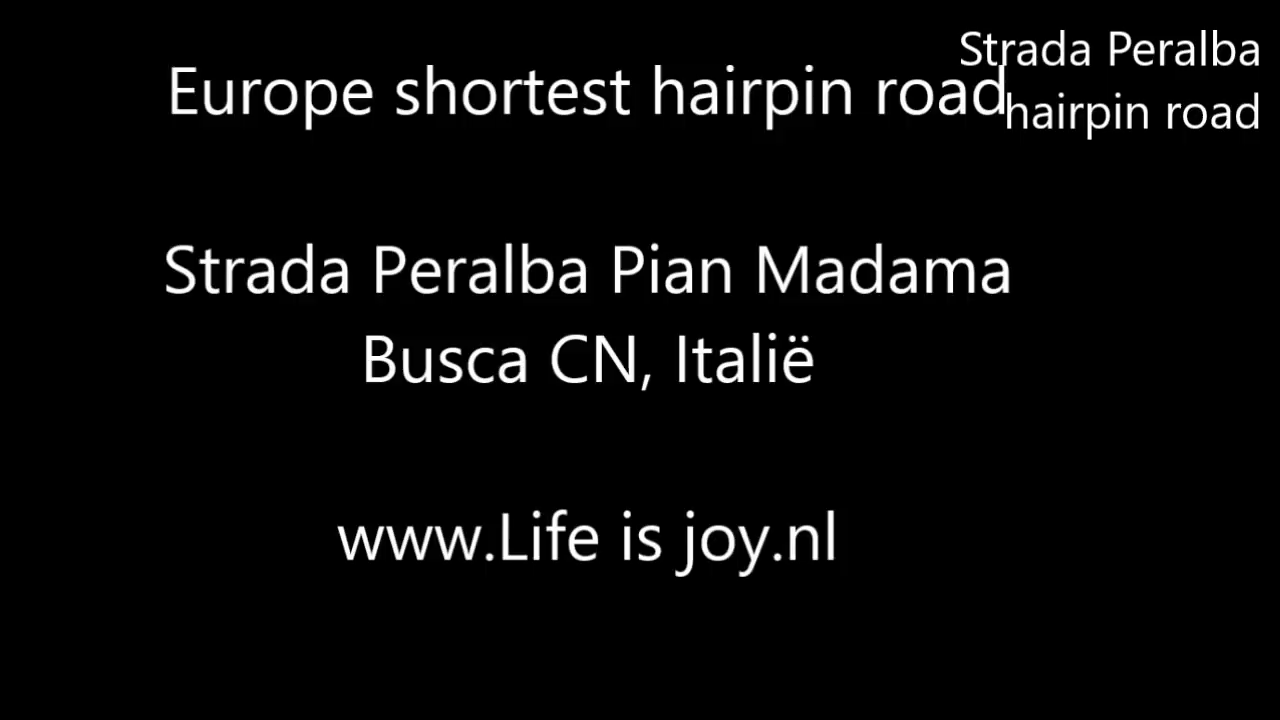 Europe shortest hairpin road
Strada Peralba Pian Madama
Busca CN, Italië
www.Life is joy.nl
Strada Peralba
hairpin road